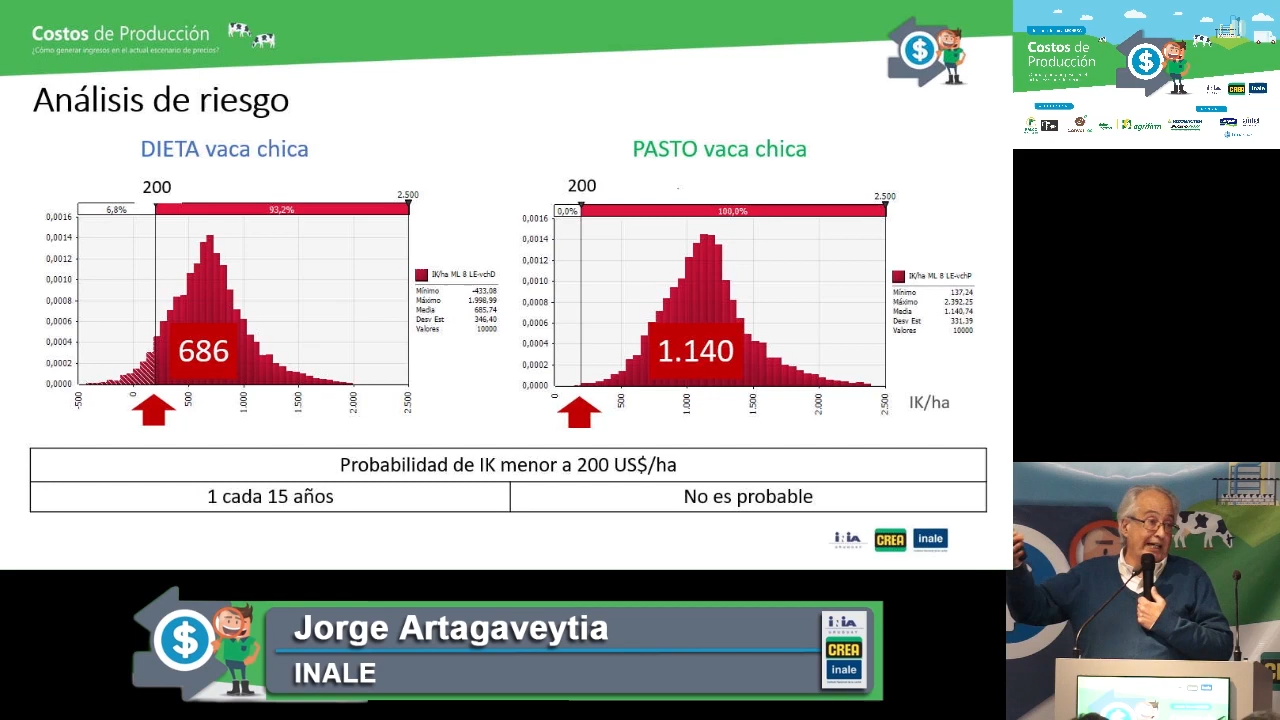 Costos de Producción
¿Cómo generar ingresos en el actual escenario de precios?
Análisis de riesgo
DIETA vaca chica
200
2.500
6,8%
93,2%
0,0016
0,0014
0,0012
0,0010
0,0008
0,0006
0,0004
0,0002
0,0000
-500
0
500
1.000
1.500
2.000
2.500
686
IK/ha ML 8 LE-vchD
Mínimo -433,08
Máximo 1.998,99
Media 685,74
Desv Est 346,40
Valores 10000
PASTO vaca chica
200
2.500
0,0%
100,0%
0,0016
0,0014
0,0012
0,0010
0,0008
0,0006
0,0004
0,0002
0,0000
0
500
1.000
1.500
2.000
2.500
1.140
IK/ha ML 8 LE-vchP
Mínimo 137,24
Máximo 2.392,25
Media 1.140,74
Desv Est 331,39
Valores 10000
IK/ha
Probabilidad de IK menor a 200 US$/ha
1 cada 15 años
No es probable
inia
URUGUAY
CREA
inale
$
Jorge Artagaveytia
INALE
inia
URUGUAY
CREA
inale
Costos de
Producción
$
CREA
inale
agrifirm